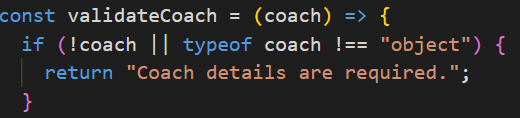 const validateCoach = (coach) => {
  if (!coach || typeof coach !== "object") {
    return "Coach details are required.";
  }